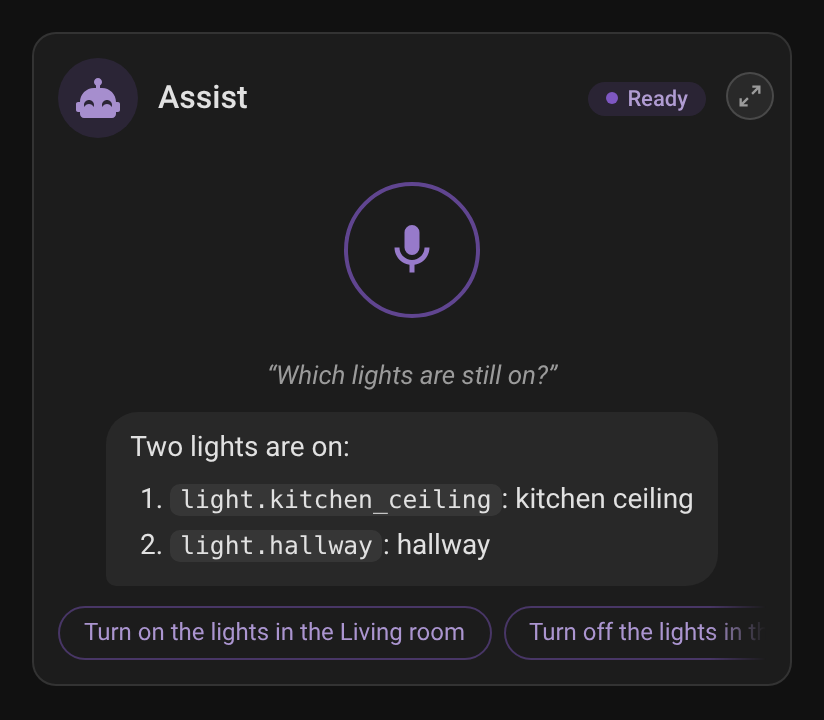 Assist
Ready
“Which lights are still on?”
Two lights are on:
1. light.kitchen_ceiling: kitchen ceiling
2. light.hallway: hallway
Turn on the lights in the Living room
Turn off the lights in